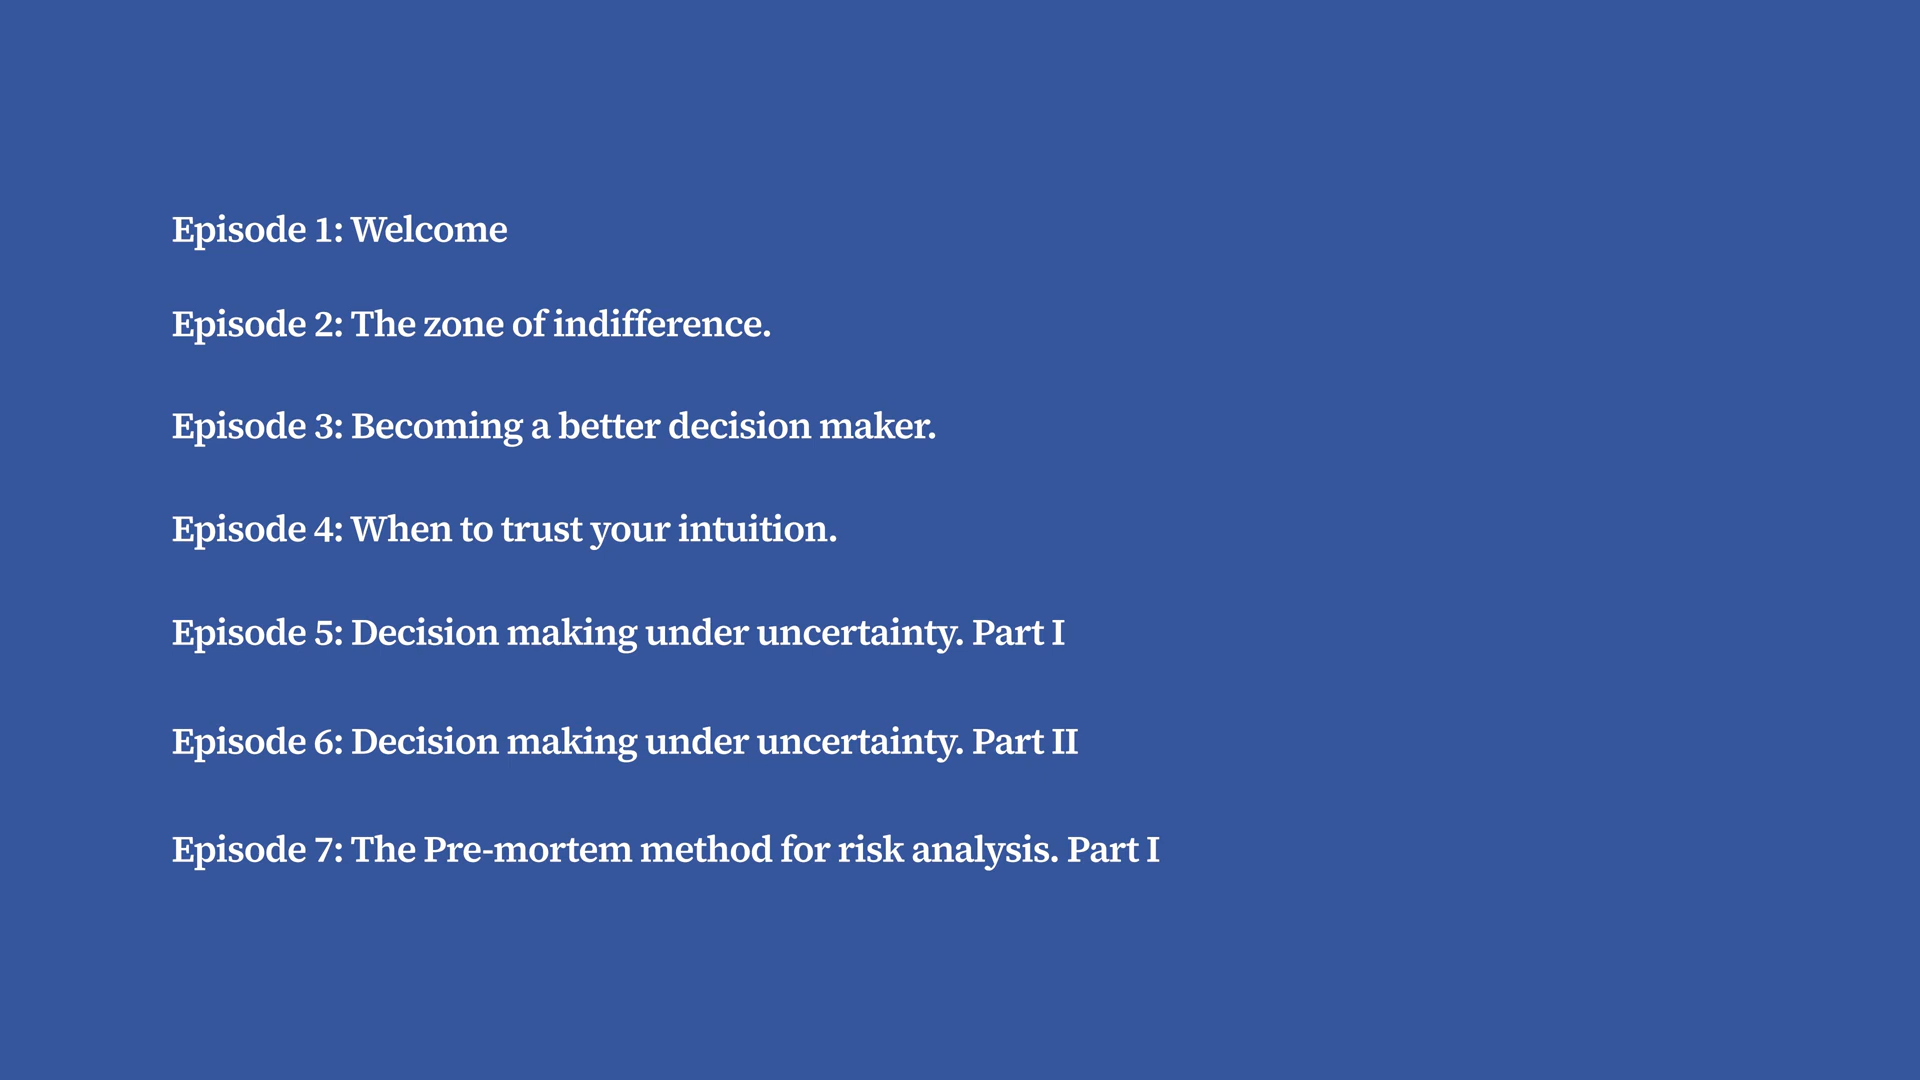 Episode 1: Welcome
Episode 2: The zone of indifference.
Episode 3: Becoming a better decision maker.
Episode 4: When to trust your intuition.
Episode 5: Decision making under uncertainty. Part I
Episode 6: Decision making under uncertainty. Part II
Episode 7: The Pre-mortem method for risk analysis. Part I